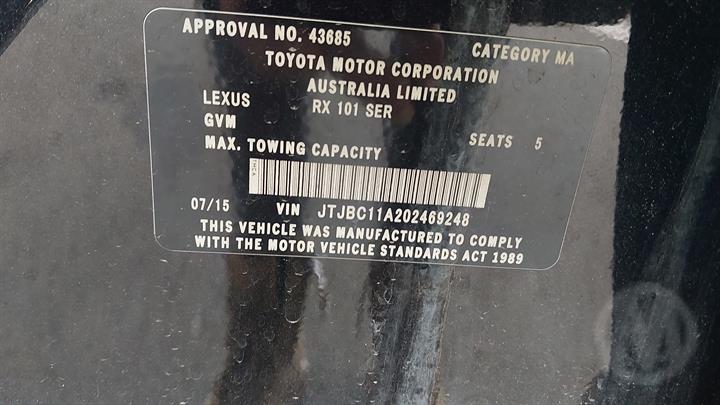 APPROVAL NO. 43685 CATEGORY MA
TOYOTA MOTOR CORPORATION
AUSTRALIA LIMITED
LEXUS RX 101 SER
GVM SEATS 5
MAX. TOWING CAPACITY
TMCA
07/15 VIN JTJBC11A202469248
THIS VEHICLE WAS MANUFACTURED TO COMPLY
WITH THE MOTOR VEHICLE STANDARDS ACT 1989
M